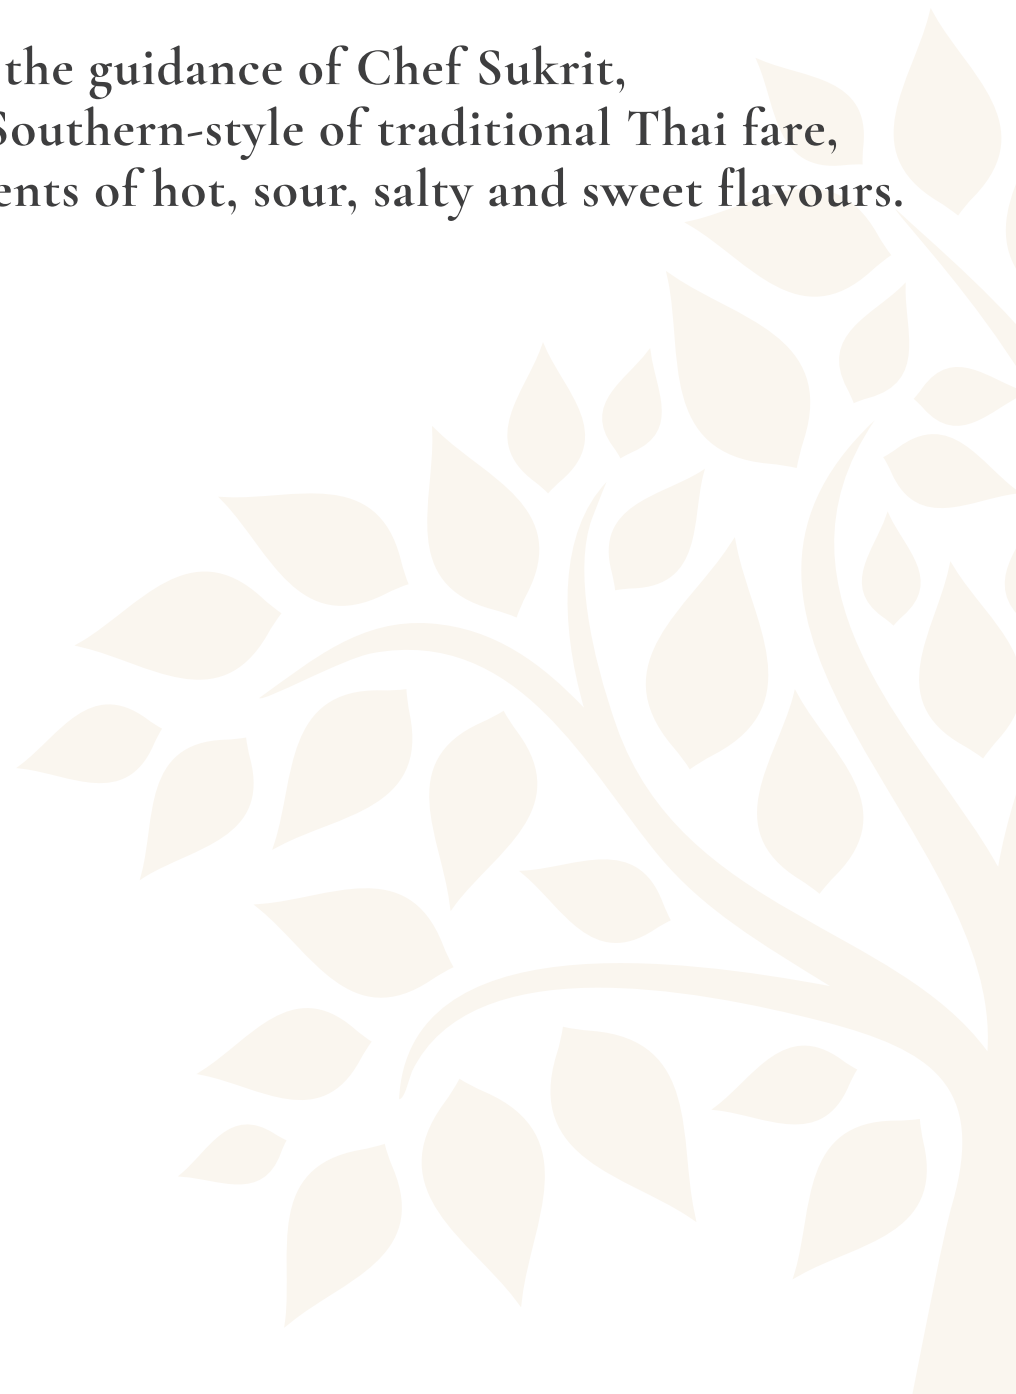 the guidance of Chef Sukrit,
Southern-style of traditional Thai fare,
ents of hot, sour, salty and sweet flavours.